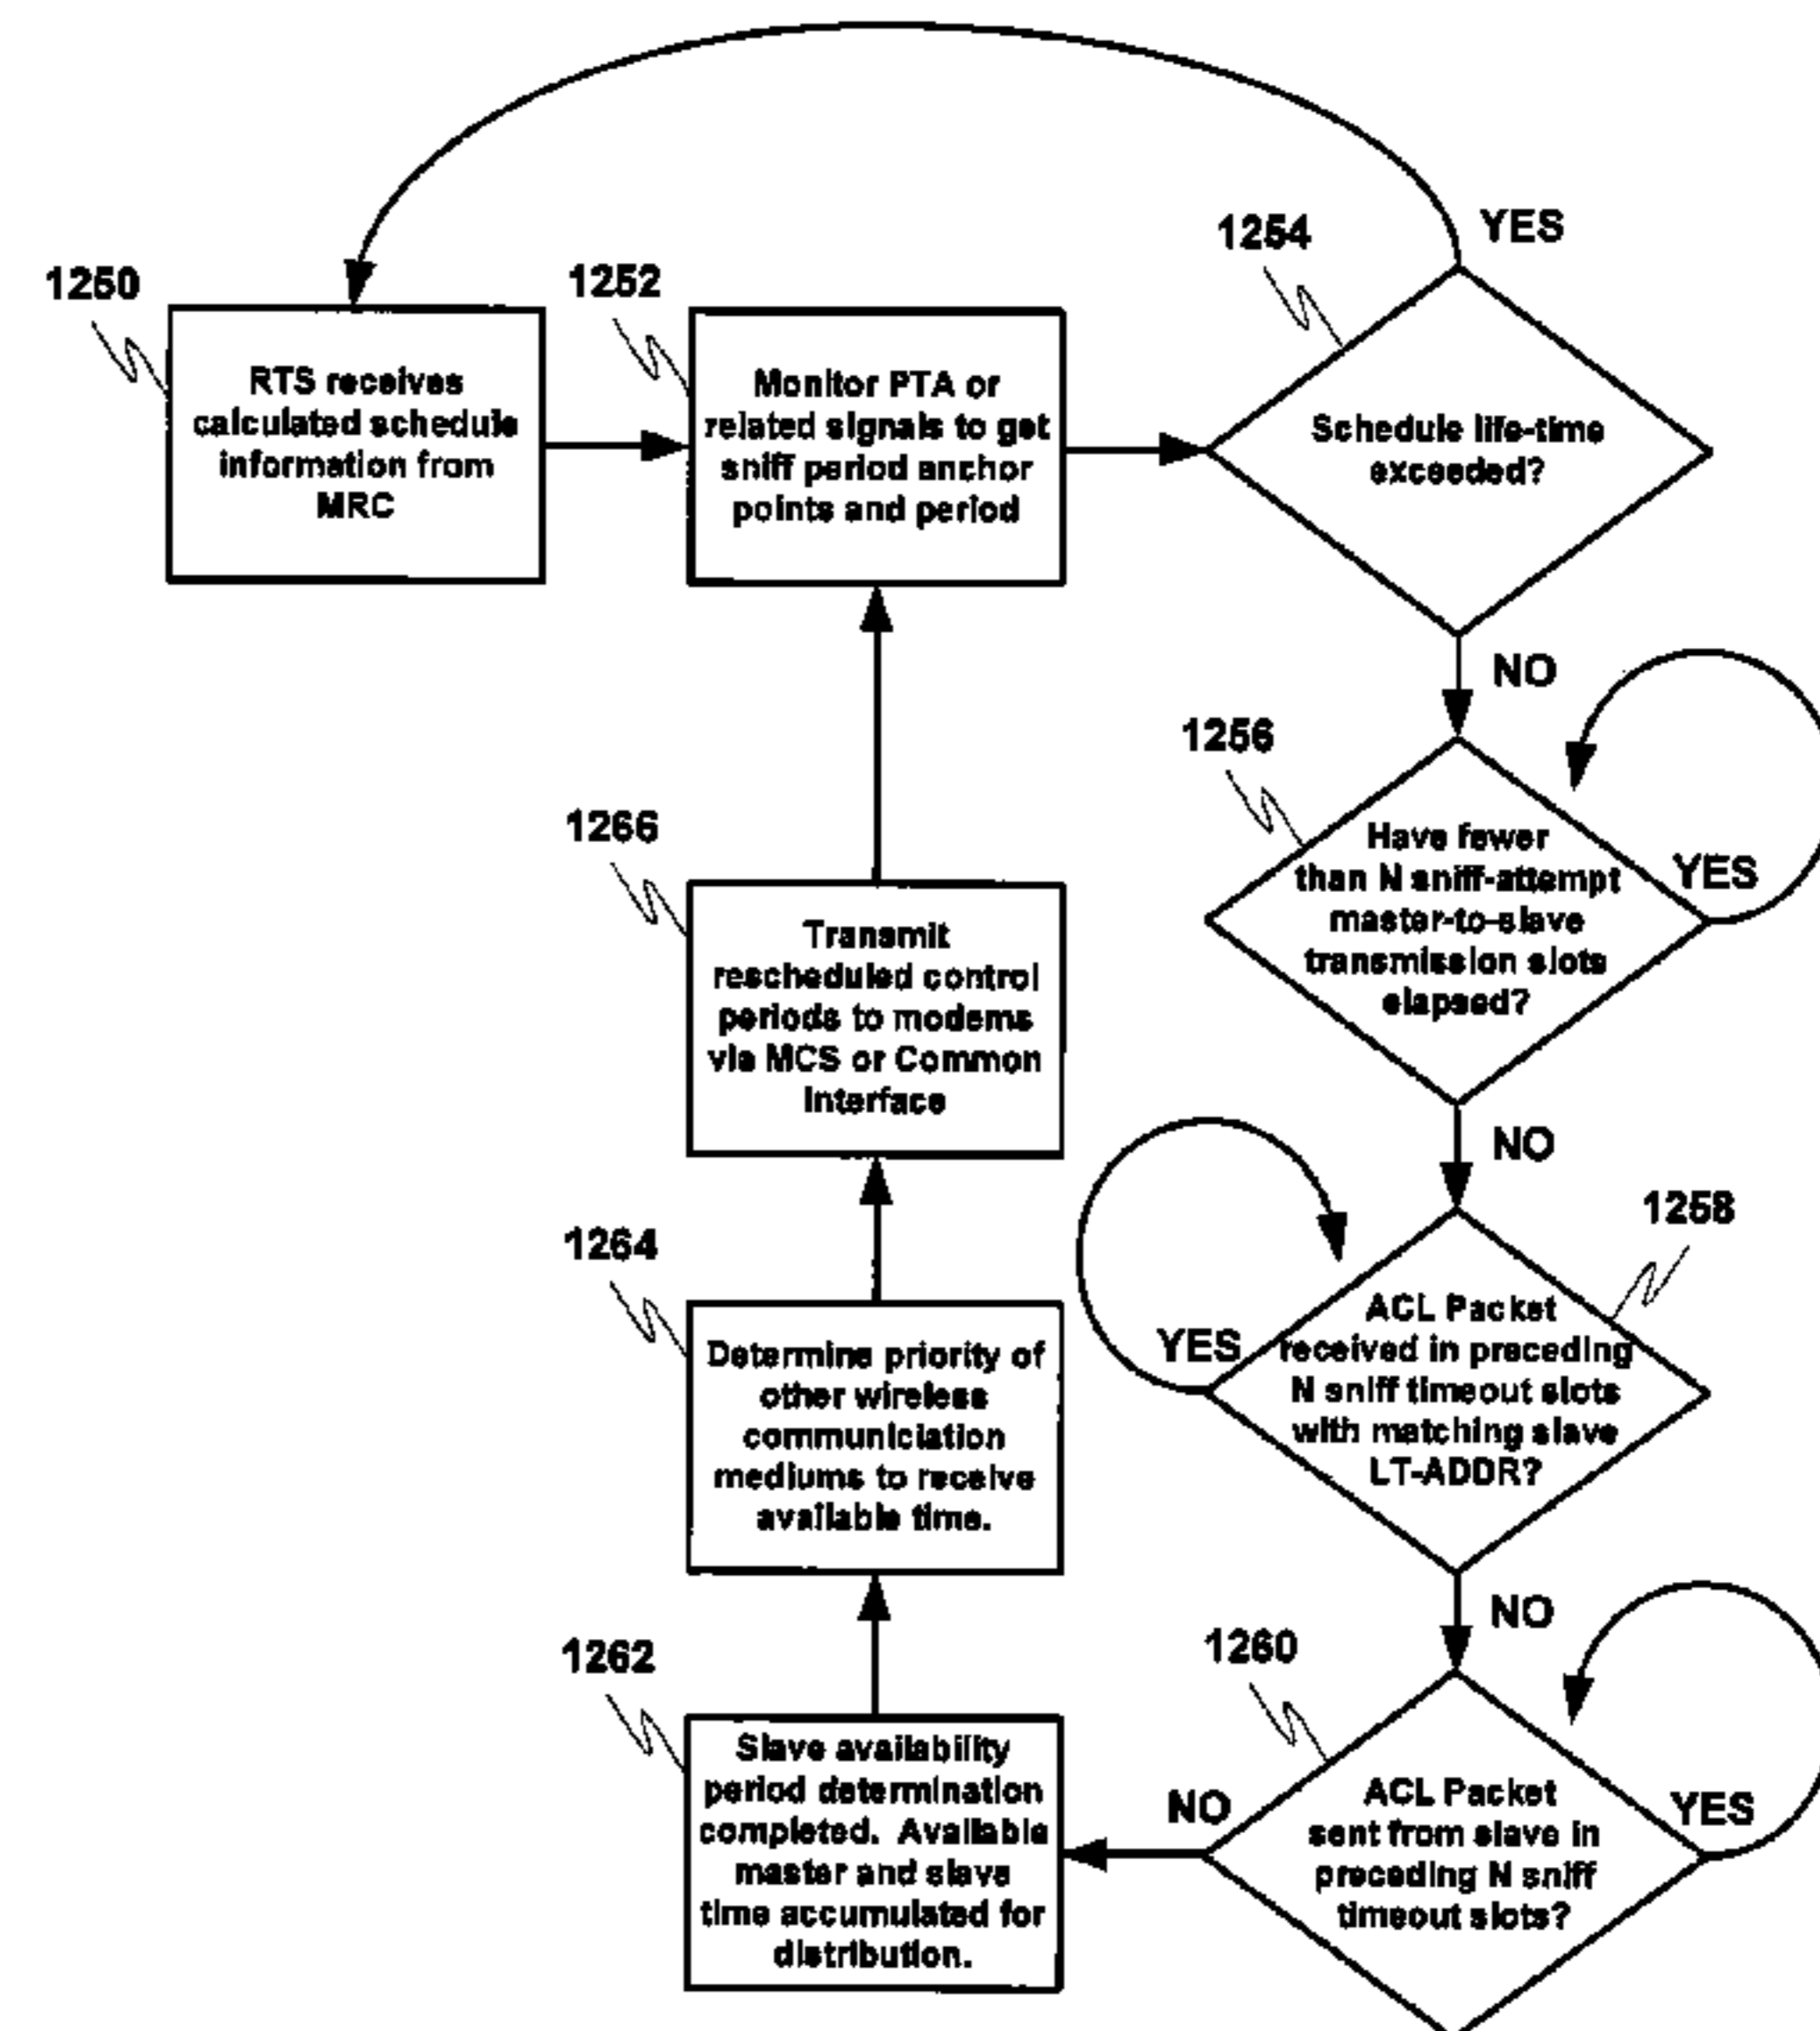 1250
RTS receives
calculated schedule
information from
MRC
1252
Monitor PTA or
related signals to get
sniff period anchor
points and period
1254
YES
Schedule life-time
exceeded?
NO
1256
Have fewer
than N sniff-attempt
master-to-slave
transmission slots
elapsed?
YES
NO
1258
ACL Packet
received in preceding
N sniff timeout slots
with matching slave
LT-ADDR?
YES
NO
1260
ACL Packet
sent from slave in
preceding N sniff
timeout slots?
YES
NO
1262
Slave availability
period determination
completed. Available
master and slave
time accumulated for
distribution.
1264
Determine priority of
other wireless
communiciation
mediums to receive
available time.
1266
Transmit
rescheduled control
periods to modems
via MCS or Common
Interface